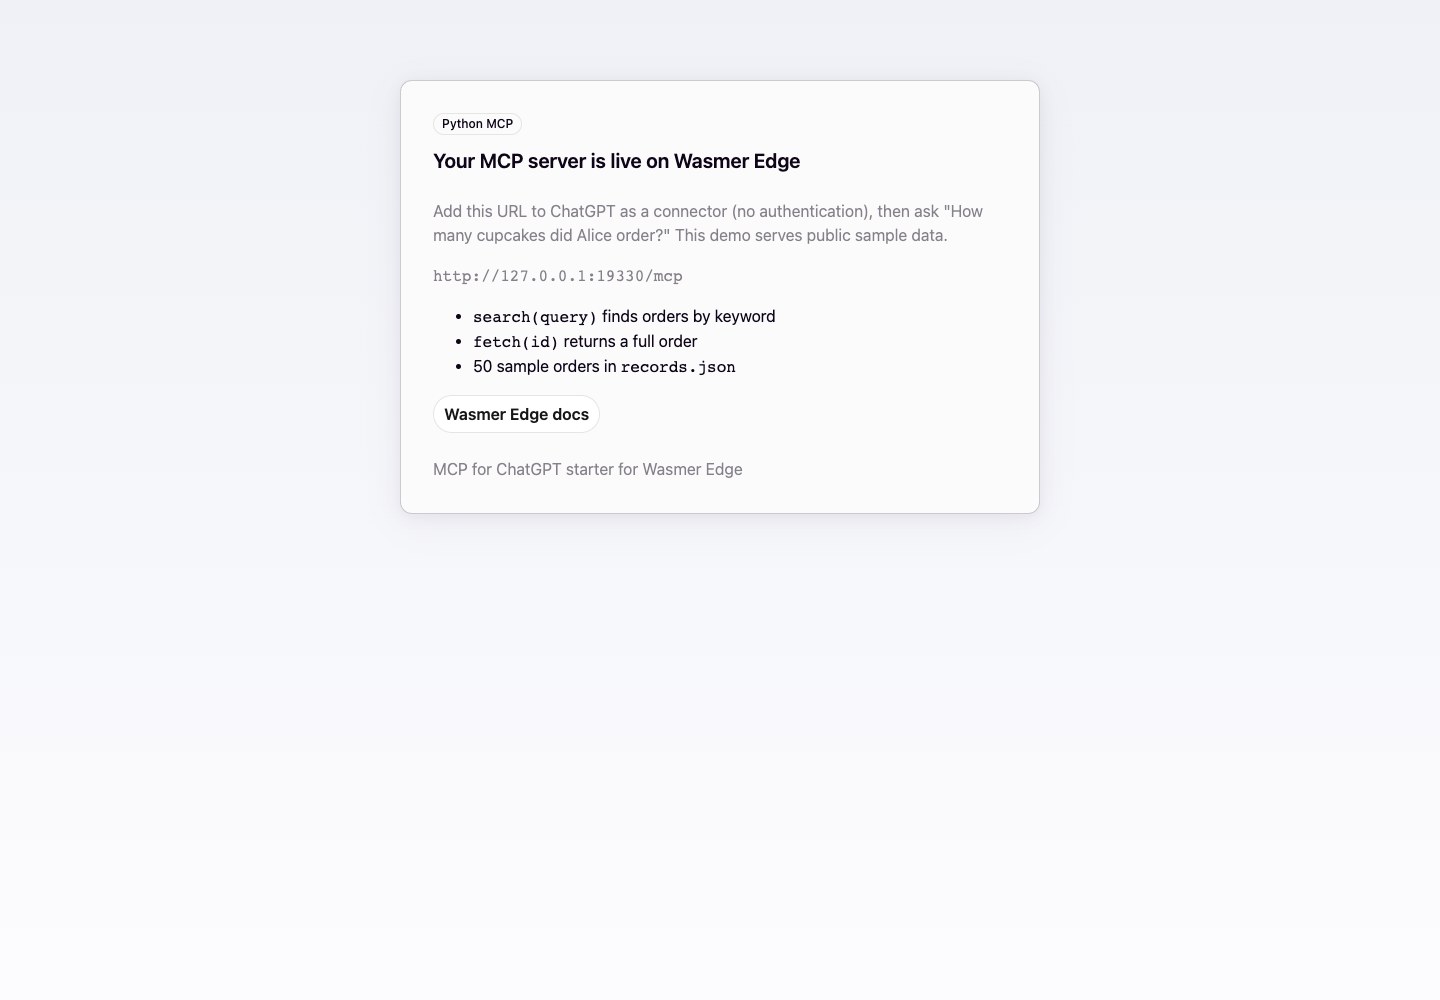 Python MCP
Your MCP server is live on Wasmer Edge
Add this URL to ChatGPT as a connector (no authentication), then ask "How
many cupcakes did Alice order?" This demo serves public sample data.
http://127.0.0.1:19330/mcp
• search(query) finds orders by keyword
• fetch(id) returns a full order
• 50 sample orders in records.json
Wasmer Edge docs
MCP for ChatGPT starter for Wasmer Edge